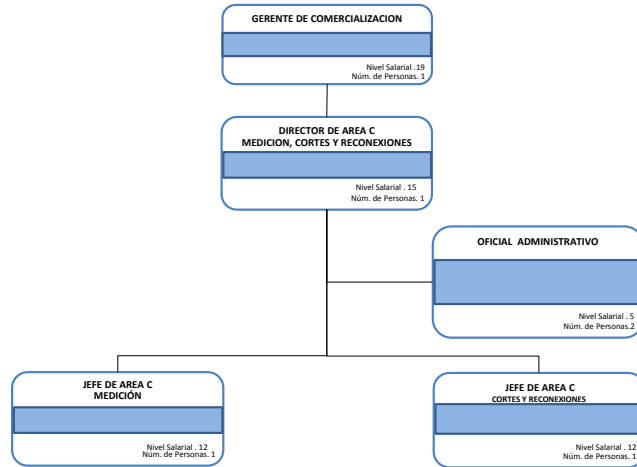 GERENTE DE COMERCIALIZACION
Nivel Salarial .19
Núm. de Personas. 1
DIRECTOR DE AREA C
MEDICION, CORTES Y RECONEXIONES
Nivel Salarial . 15
Núm. de Personas. 1
OFICIAL ADMINISTRATIVO
Nivel Salarial . 5
Núm. de Personas.2
JEFE DE AREA C
MEDICIÓN
Nivel Salarial . 12
Núm. de Personas. 1
JEFE DE AREA C
CORTES Y RECONEXIONES
Nivel Salarial . 12
Núm. de Personas. 1